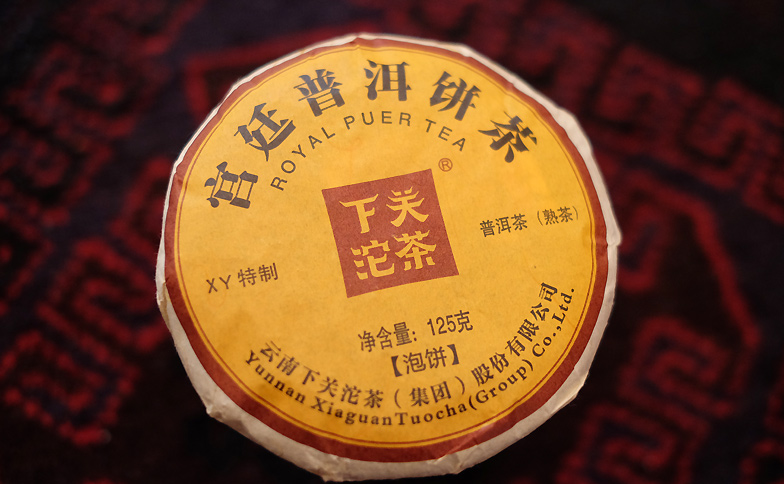 宫廷普洱饼茶
ROYAL PUER TEA
®
下关
沱茶
XY 特制
普洱茶（熟茶）
净含量：125克
【泡饼】
云南下关沱茶（集团）股份有限公司
Yunnan XiaguanTuocha(Group) Co.,Ltd.